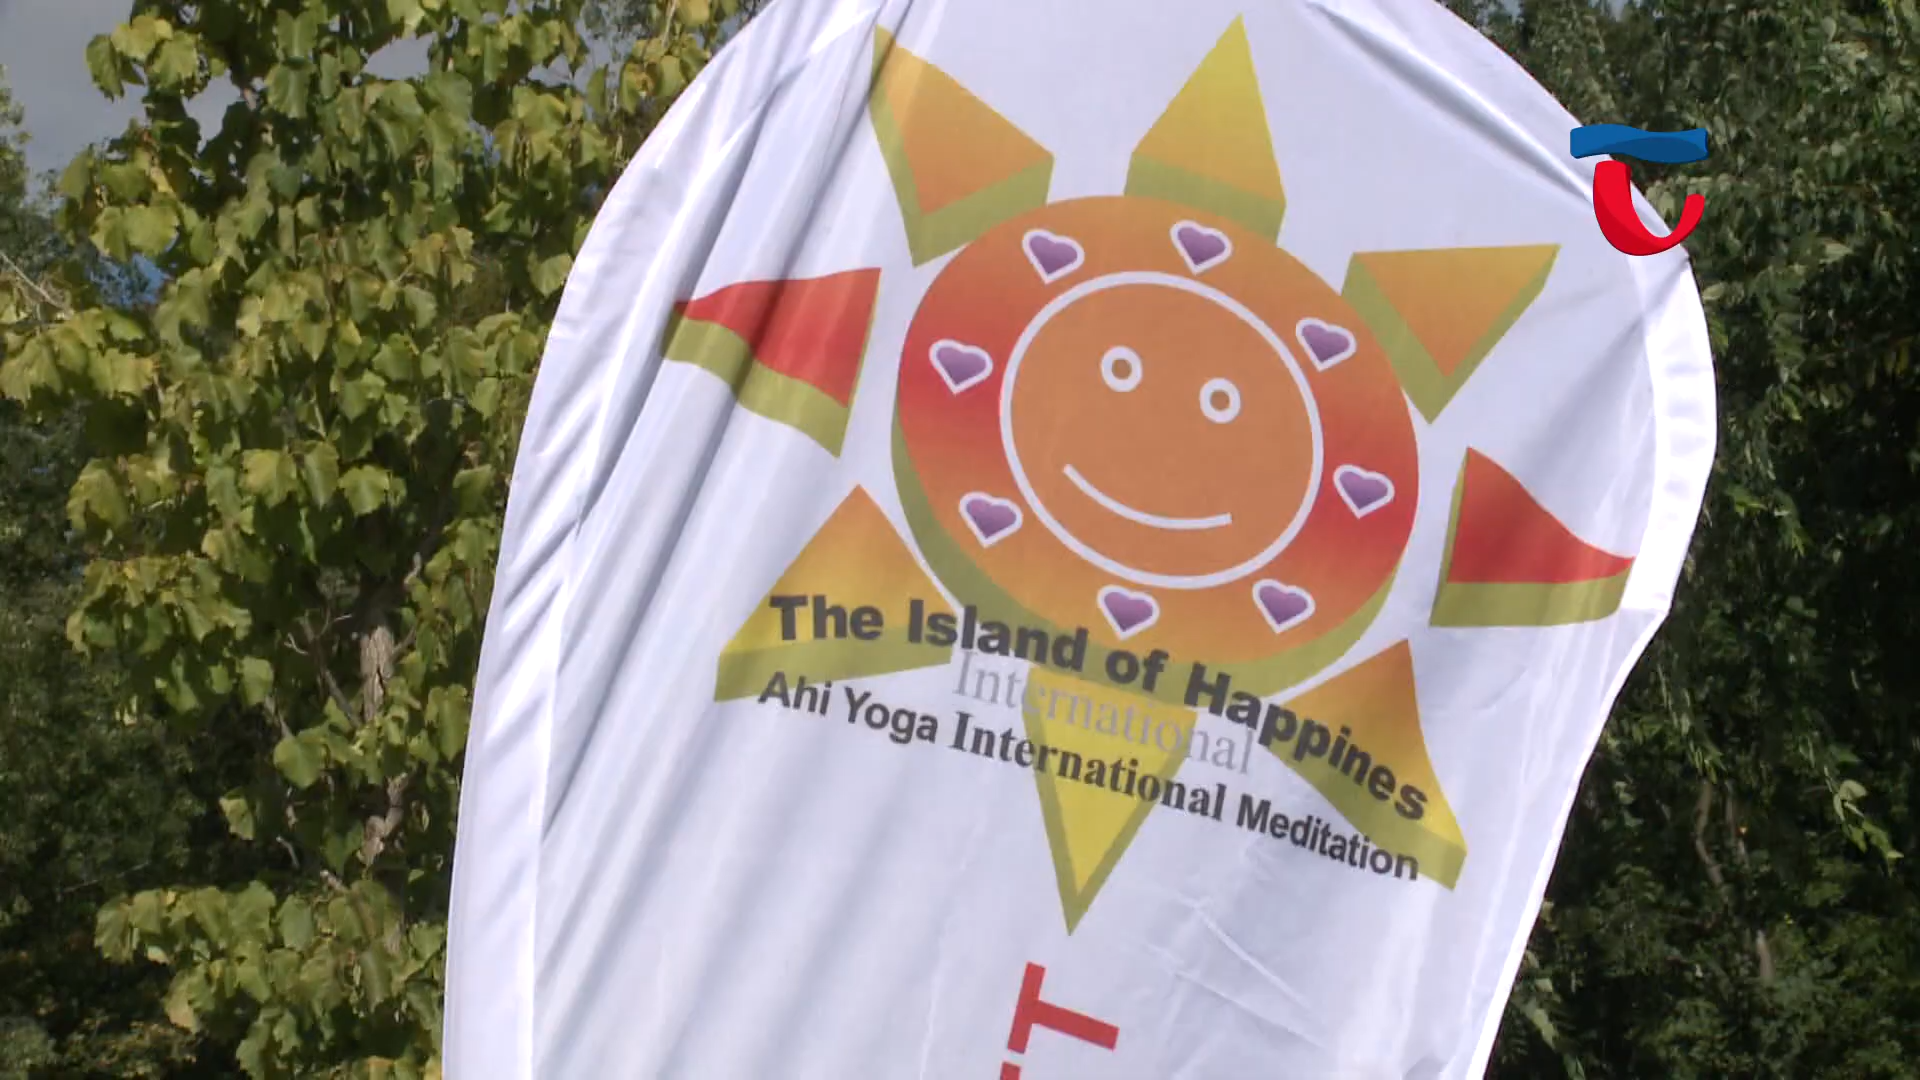 The Island of Happines
International
Ahi Yoga International Meditation
T